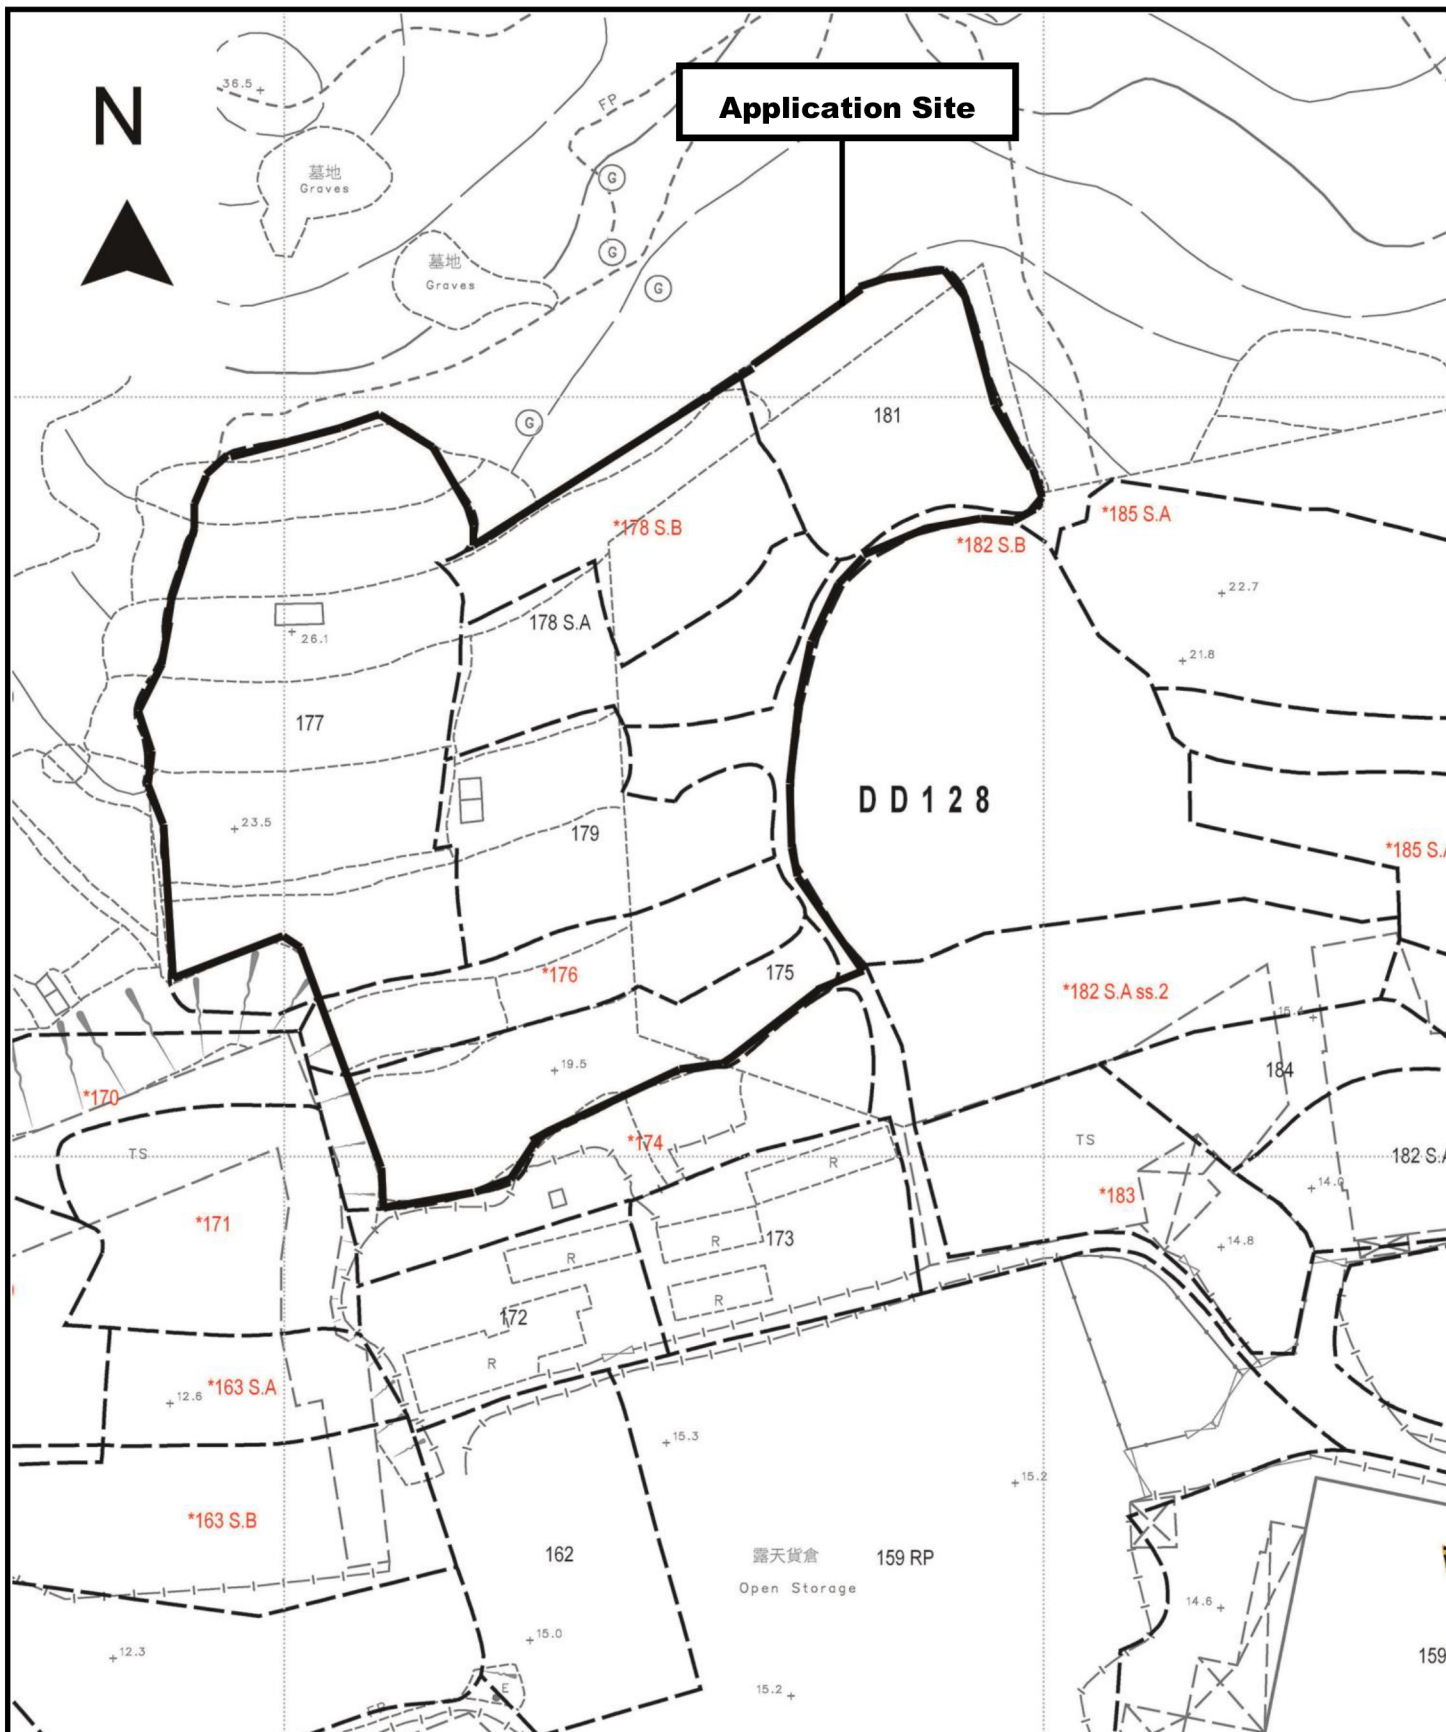 N
36.5
FP
Application Site
墓地
Graves
G
G
墓地
Graves
G
G
181
*178 S.B
*185 S.A
*182 S.B
22.7
178 S.A
26.1
21.8
177
DD128
23.5
179
*185 S.A
*176
175
*182 S.A ss.2
19.5
184
*170
TS
*174
TS
182 S.A
R
*183
14.0
*171
R
173
14.8
R
R
172
R
*163 S.A
12.6
15.3
15.2
*163 S.B
162
露天貨倉
159 RP
Open Storage
14.6
15.0
12.3
159
E
15.2